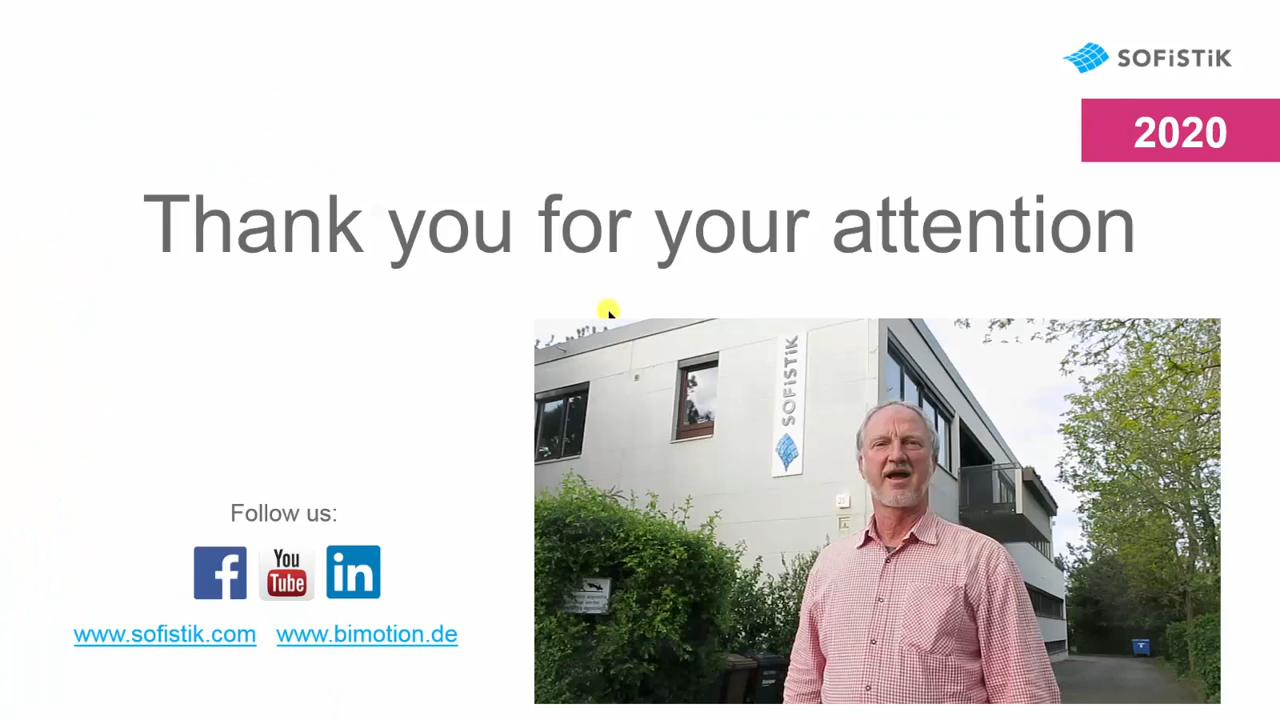 SOFiSTiK
2020
Thank you for your attention
SOFiSTiK
Follow us:
f
You
Tube
in
www.sofistik.com www.bimotion.de